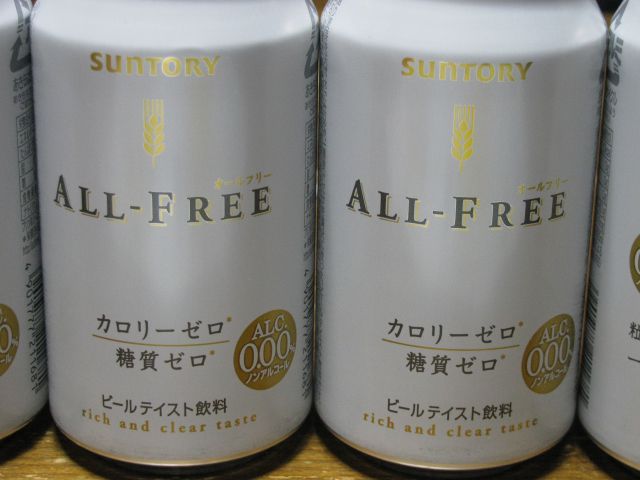 SUNTORY
オールフリー
ALL-FREE
カロリーゼロ*
糖質ゼロ*
ALC.
0.00%
ノンアルコール
ビールテイスト飲料
rich and clear taste
SUNTORY
オールフリー
ALL-FREE
カロリーゼロ*
糖質ゼロ*
ALC.
0.00%
ノンアルコール
ビールテイスト飲料
rich and clear taste